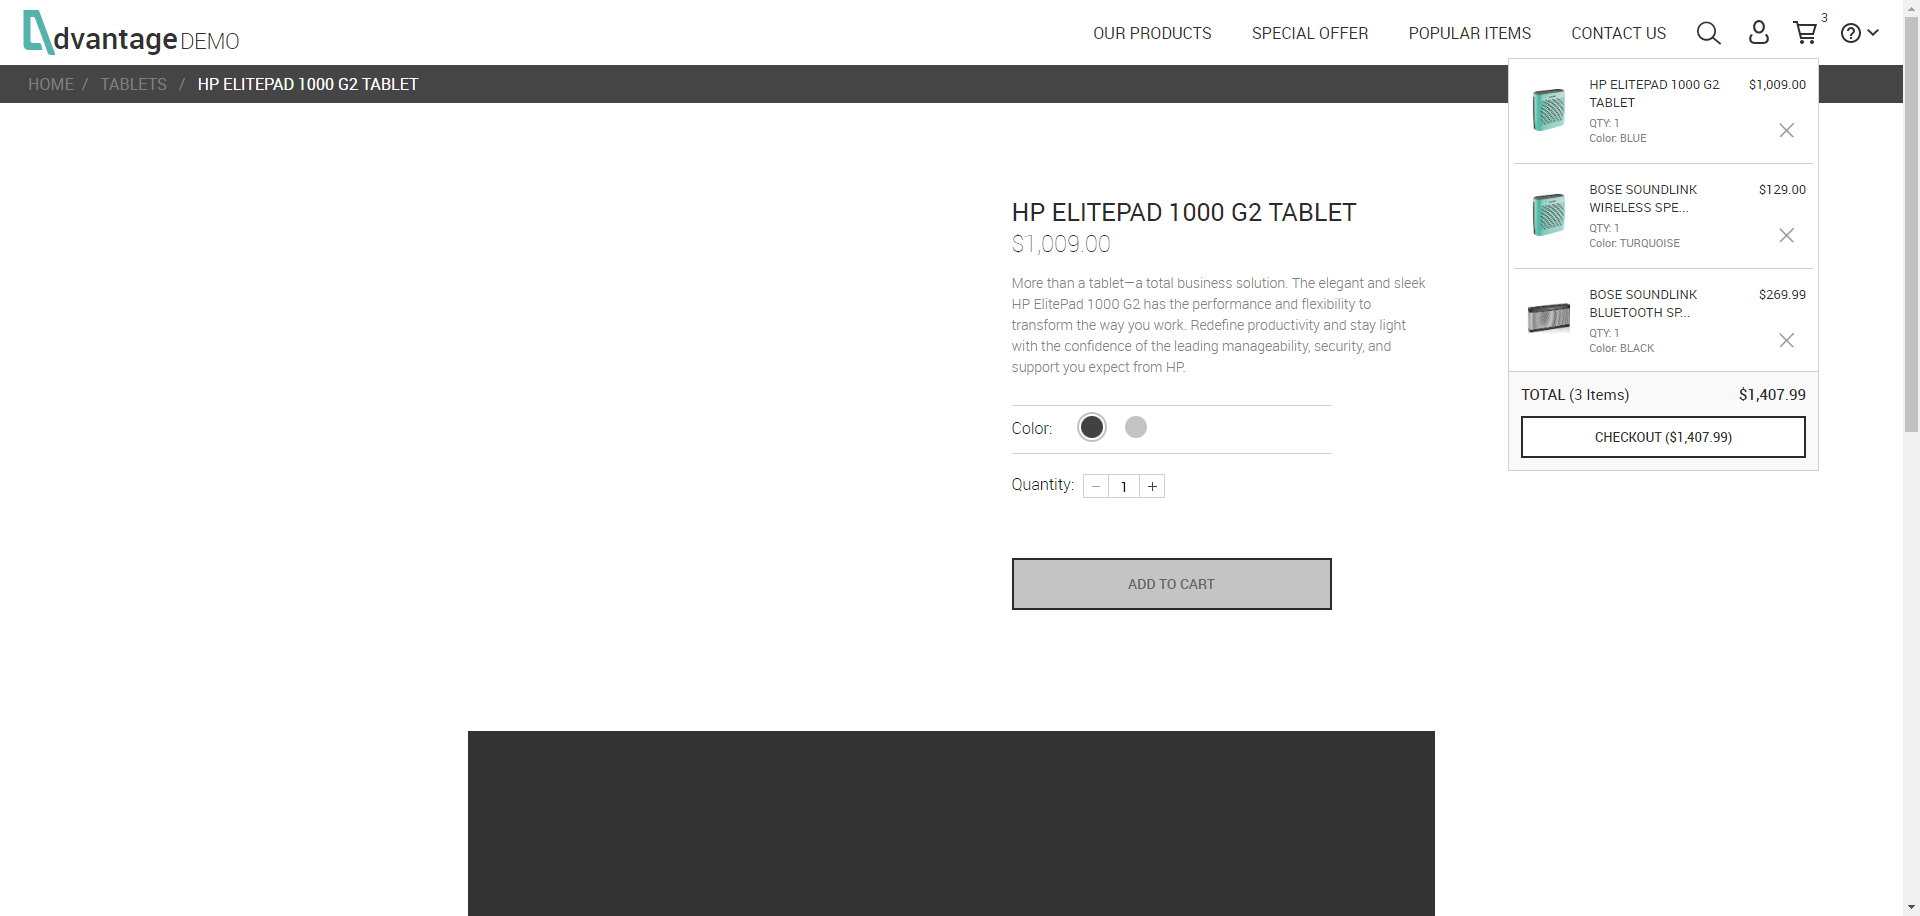 dvantage DEMO
OUR PRODUCTS
SPECIAL OFFER
POPULAR ITEMS
CONTACT US
3
HOME / TABLETS / HP ELITEPAD 1000 G2 TABLET
HP ELITEPAD 1000 G2 TABLET
$1,009.00
More than a tablet—a total business solution. The elegant and sleek
HP ElitePad 1000 G2 has the performance and flexibility to
transform the way you work. Redefine productivity and stay light
with the confidence of the leading manageability, security, and
support you expect from HP.
Color:
Quantity: − 1 +
ADD TO CART
HP ELITEPAD 1000 G2 $1,009.00
TABLET
QTY: 1
Color: BLUE
BOSE SOUNDLINK $129.00
WIRELESS SPE...
QTY: 1
Color: TURQUOISE
BOSE SOUNDLINK $269.99
BLUETOOTH SP...
QTY: 1
Color: BLACK
TOTAL (3 Items) $1,407.99
CHECKOUT ($1,407.99)